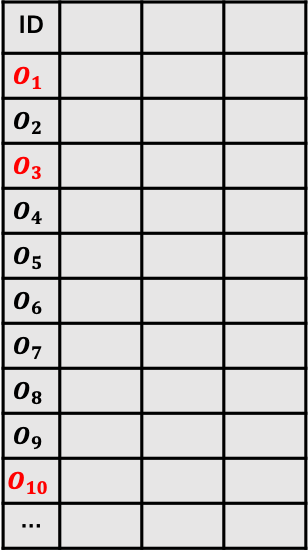 ID
o₁
o₂
o₃
o₄
o₅
o₆
o₇
o₈
o₉
o₁₀
...